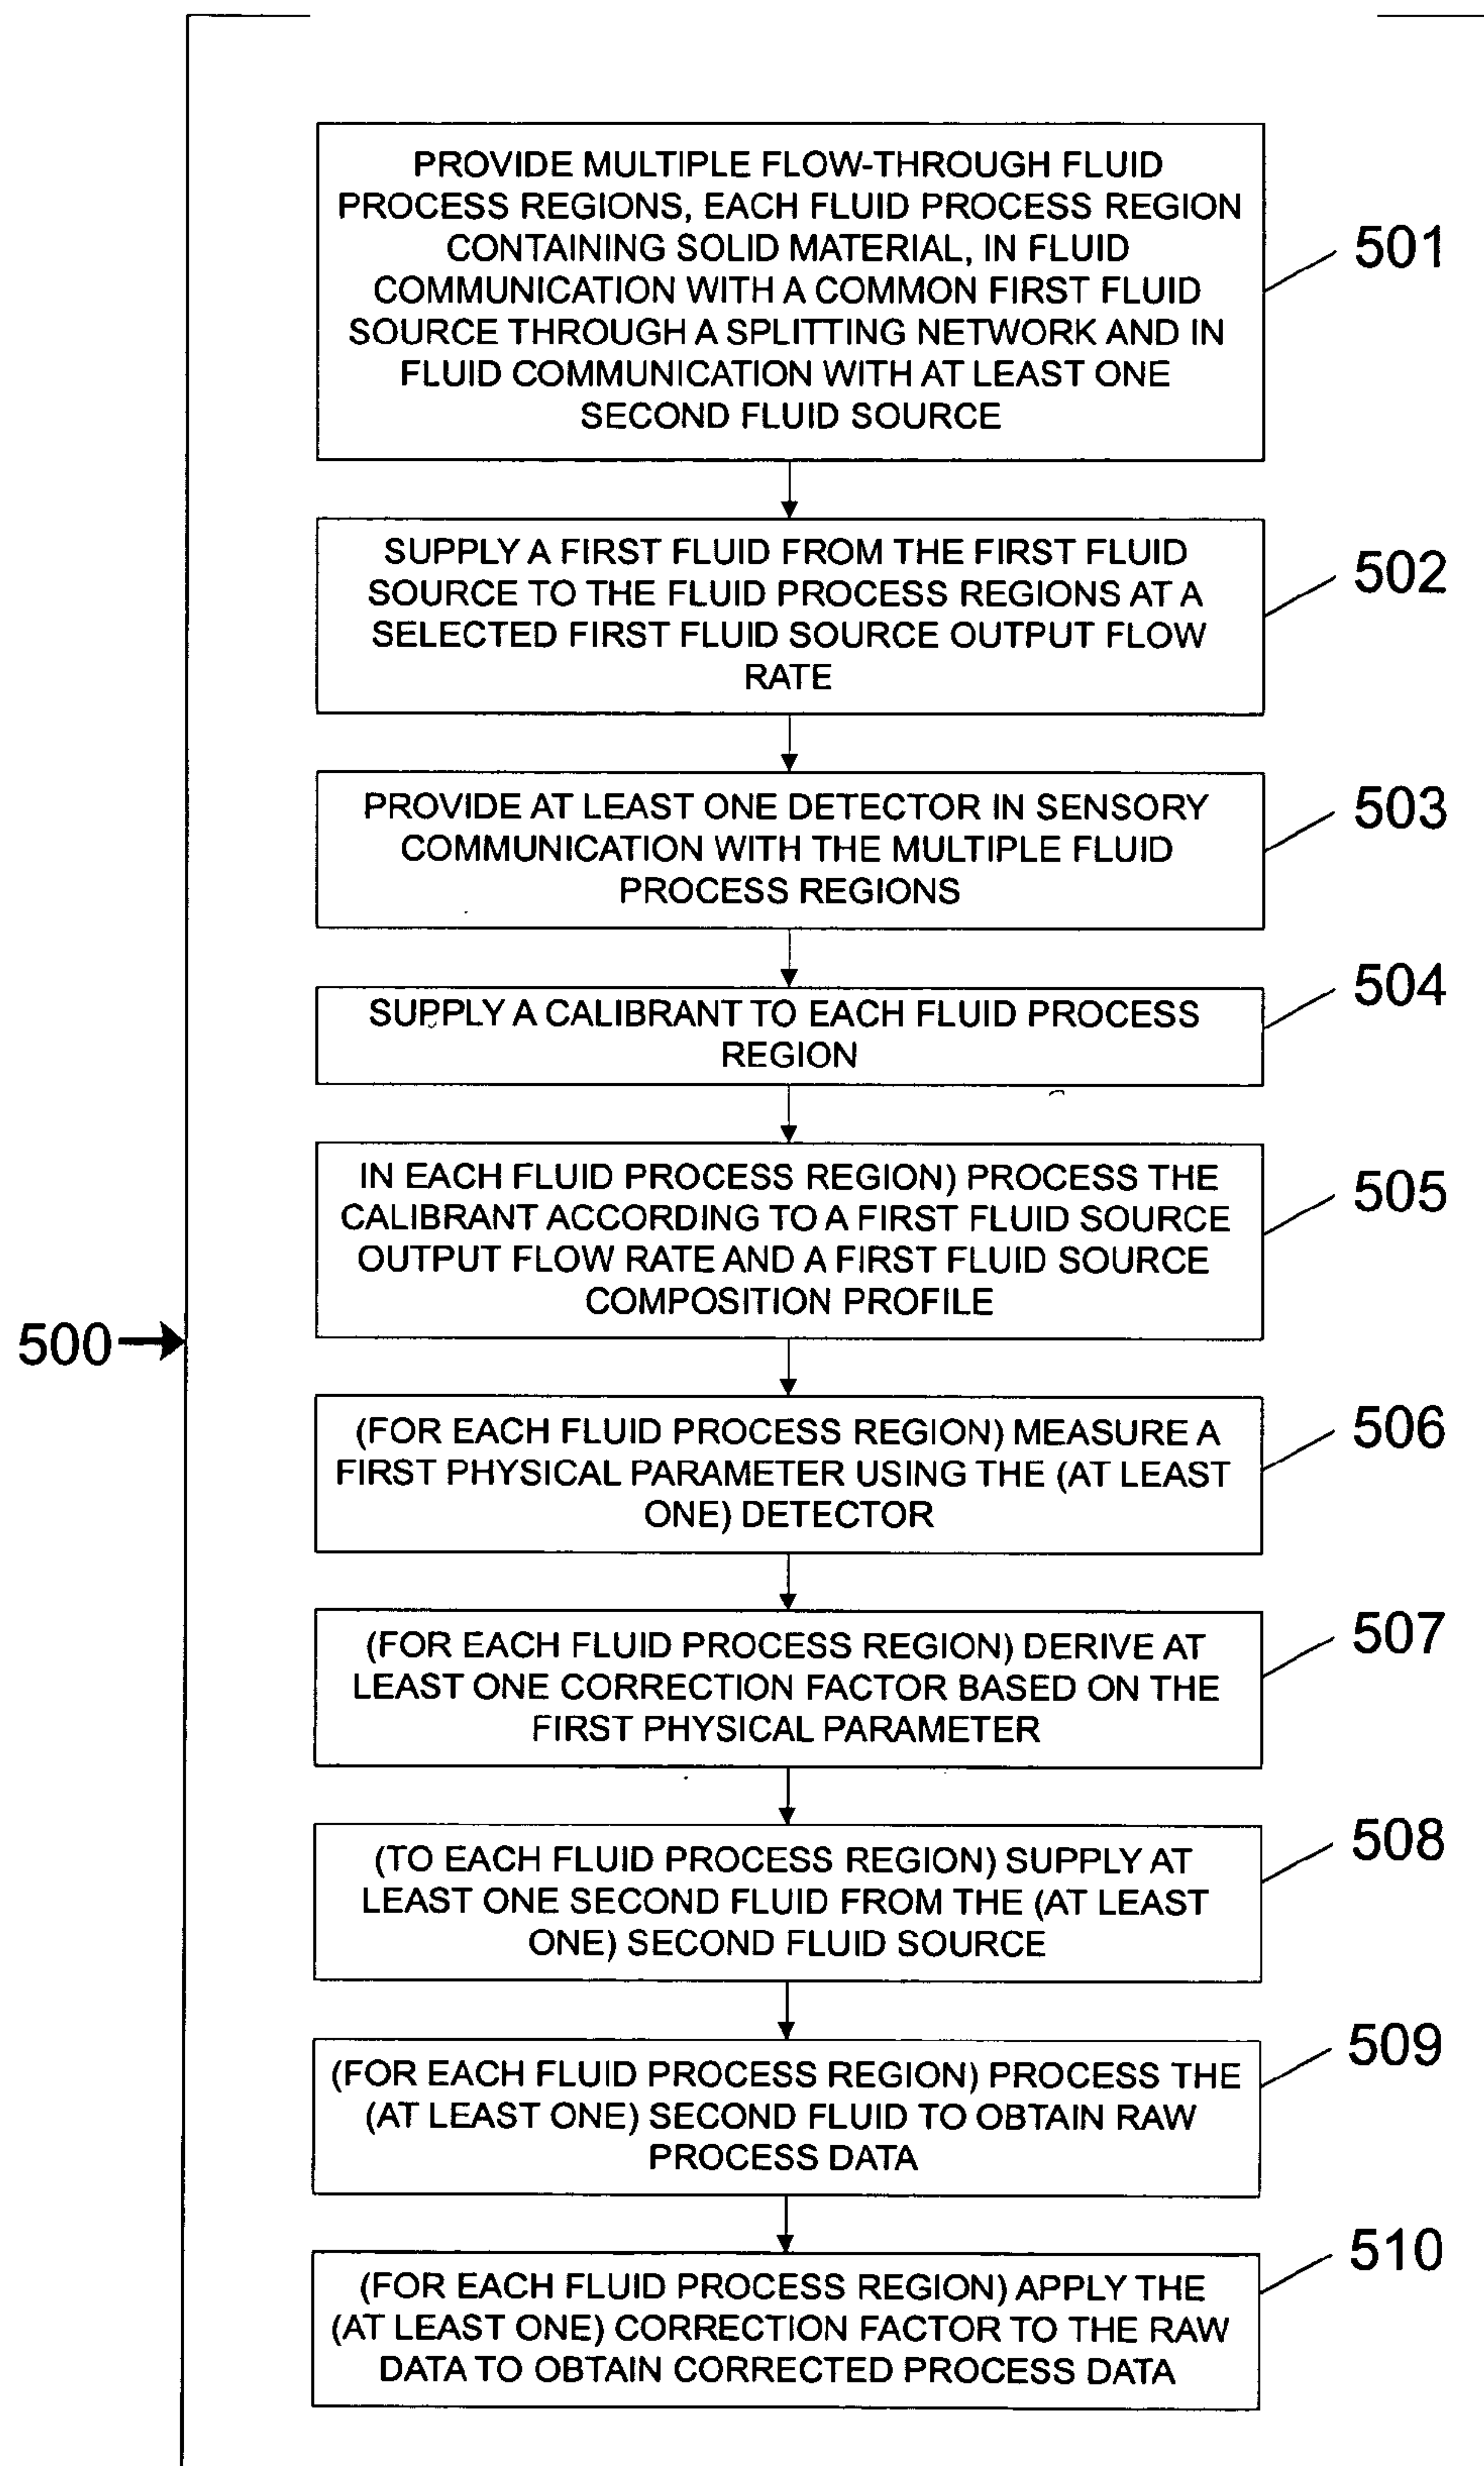 PROVIDE MULTIPLE FLOW-THROUGH FLUID
PROCESS REGIONS, EACH FLUID PROCESS REGION
CONTAINING SOLID MATERIAL, IN FLUID
COMMUNICATION WITH A COMMON FIRST FLUID
SOURCE THROUGH A SPLITTING NETWORK AND IN
FLUID COMMUNICATION WITH AT LEAST ONE
SECOND FLUID SOURCE
501
SUPPLY A FIRST FLUID FROM THE FIRST FLUID
SOURCE TO THE FLUID PROCESS REGIONS AT A
SELECTED FIRST FLUID SOURCE OUTPUT FLOW
RATE
502
PROVIDE AT LEAST ONE DETECTOR IN SENSORY
COMMUNICATION WITH THE MULTIPLE FLUID
PROCESS REGIONS
503
SUPPLY A CALIBRANT TO EACH FLUID PROCESS
REGION
504
IN EACH FLUID PROCESS REGION) PROCESS THE
CALIBRANT ACCORDING TO A FIRST FLUID SOURCE
OUTPUT FLOW RATE AND A FIRST FLUID SOURCE
COMPOSITION PROFILE
505
500
(FOR EACH FLUID PROCESS REGION) MEASURE A
FIRST PHYSICAL PARAMETER USING THE (AT LEAST
ONE) DETECTOR
506
(FOR EACH FLUID PROCESS REGION) DERIVE AT
LEAST ONE CORRECTION FACTOR BASED ON THE
FIRST PHYSICAL PARAMETER
507
(TO EACH FLUID PROCESS REGION) SUPPLY AT
LEAST ONE SECOND FLUID FROM THE (AT LEAST
ONE) SECOND FLUID SOURCE
508
(FOR EACH FLUID PROCESS REGION) PROCESS THE
(AT LEAST ONE) SECOND FLUID TO OBTAIN RAW
PROCESS DATA
509
(FOR EACH FLUID PROCESS REGION) APPLY THE
(AT LEAST ONE) CORRECTION FACTOR TO THE RAW
DATA TO OBTAIN CORRECTED PROCESS DATA
510